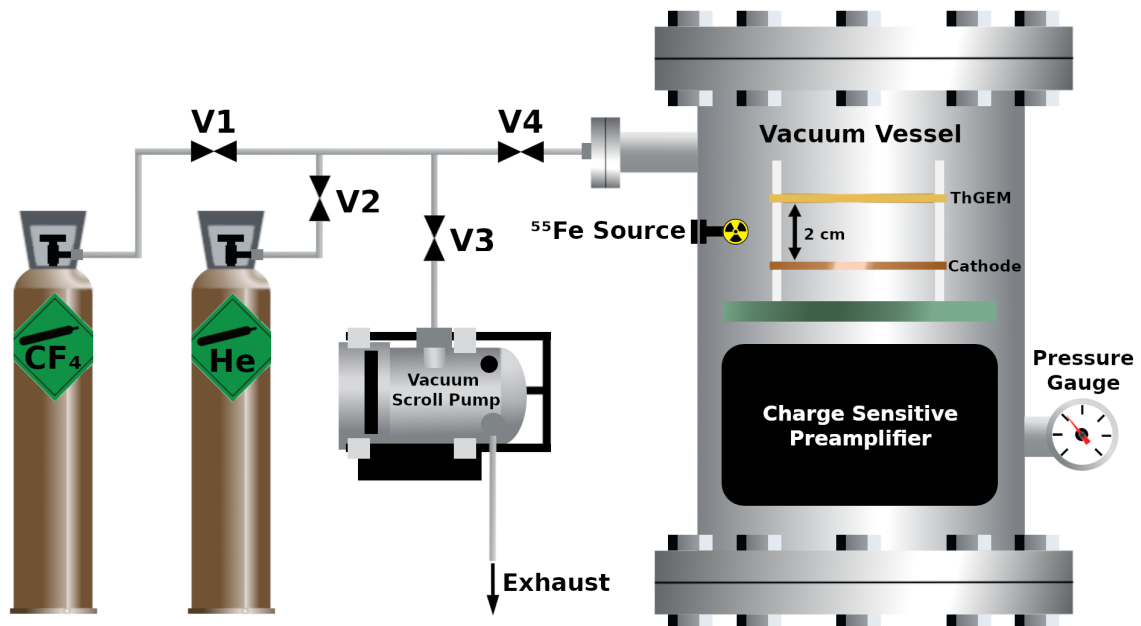 V1
V4
Vacuum Vessel
V2
ThGEM
⁵⁵Fe Source
2 cm
V3
Cathode
CF₄
He
Vacuum
Scroll Pump
Pressure
Gauge
Charge Sensitive
Preamplifier
Exhaust